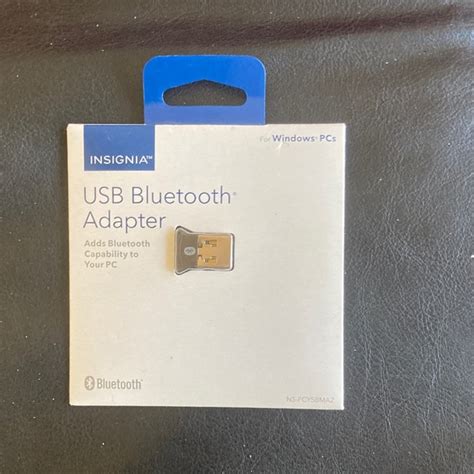 For Windows® PCs
INSIGNIA™
USB Bluetooth®
Adapter
Adds Bluetooth
Capability to
Your PC
Bluetooth®